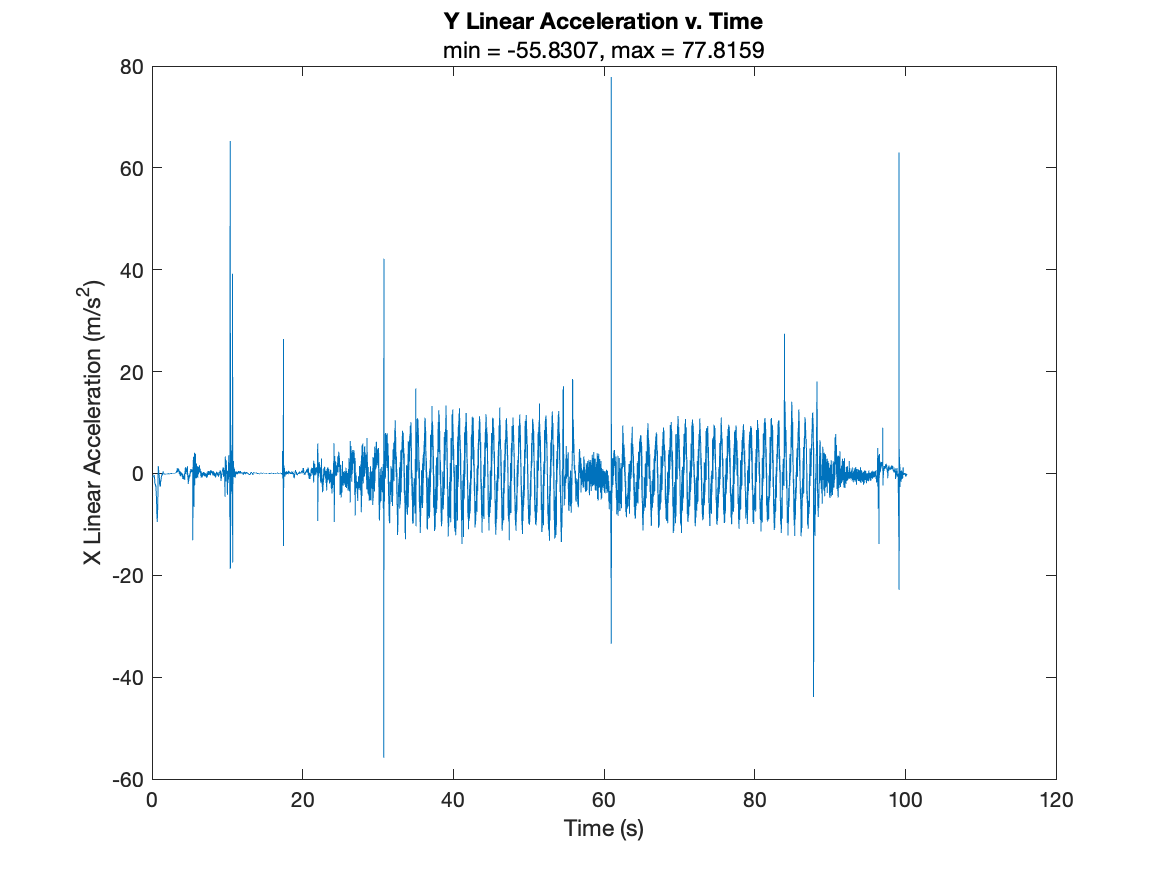 Y Linear Acceleration v. Time
min = -55.8307, max = 77.8159
80
60
40
20
0
-20
-40
-60
X Linear Acceleration (m/s²)
0 20 40 60 80 100 120
Time (s)